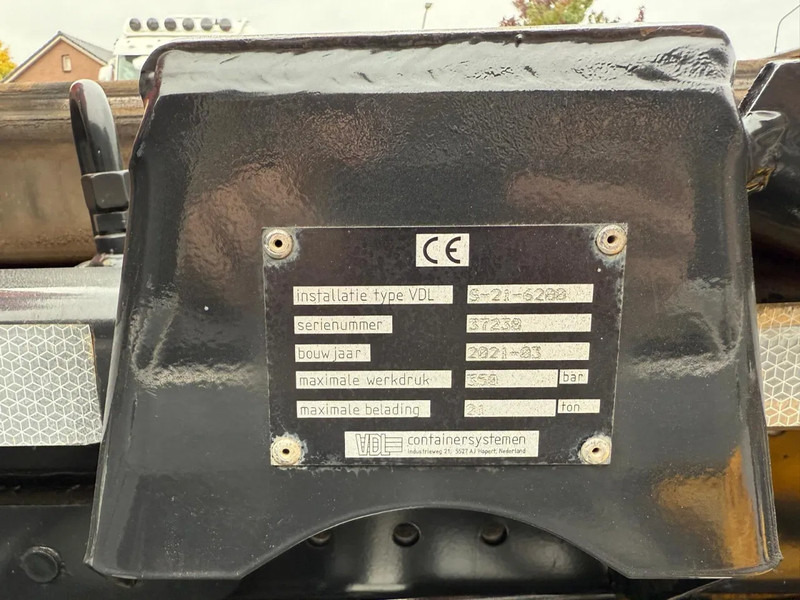 CE
installatie type VDL S-21-6200
serienummer 37230
bouwjaar 2021-03
maximale werkdruk 350 bar
maximale belading 21 ton
VDL containersystemen
Industrieweg 21, 5527 AJ Hapert, Nederland